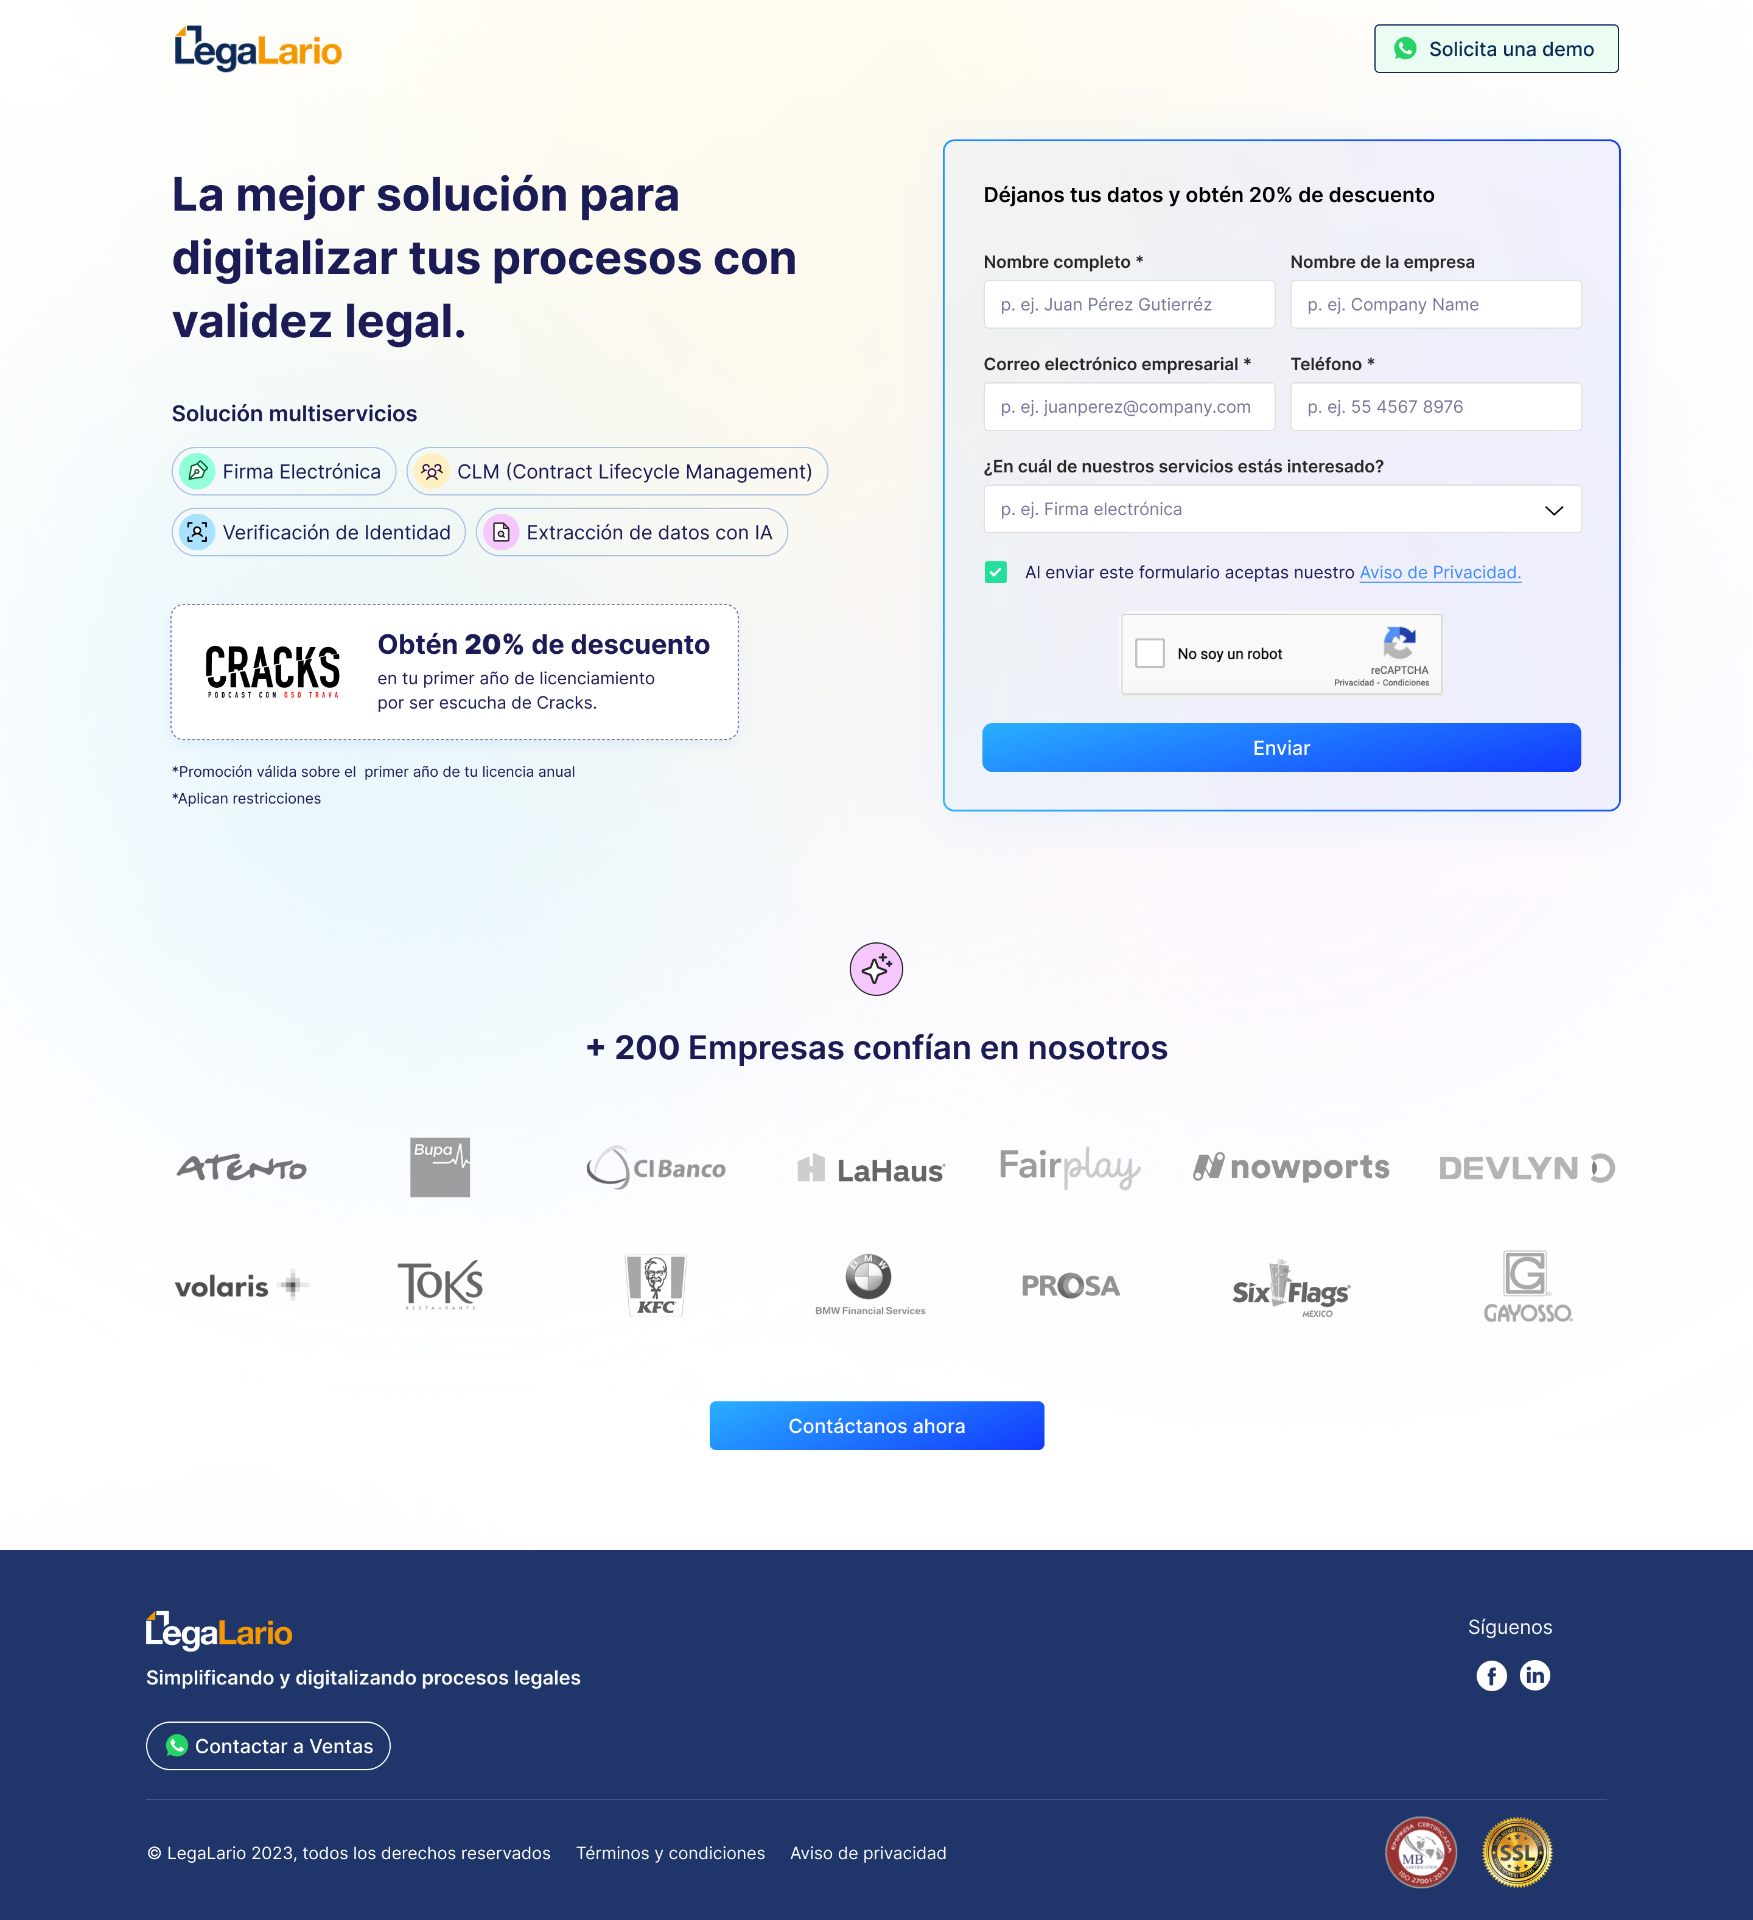 LegaLario
Solicita una demo
La mejor solución para
digitalizar tus procesos con
validez legal.
Solución multiservicios
Firma Electrónica
CLM (Contract Lifecycle Management)
Verificación de Identidad
Extracción de datos con IA
CRACKS
PODCAST CON OSO TRAVA
Obtén 20% de descuento
en tu primer año de licenciamiento
por ser escucha de Cracks.
*Promoción válida sobre el  primer año de tu licencia anual
*Aplican restricciones
Déjanos tus datos y obtén 20% de descuento
Nombre completo *
Nombre de la empresa
p. ej. Juan Pérez Gutierréz
p. ej. Company Name
Correo electrónico empresarial *
Teléfono *
p. ej. juanperez@company.com
p. ej. 55 4567 8976
¿En cuál de nuestros servicios estás interesado?
p. ej. Firma electrónica
Al enviar este formulario aceptas nuestro Aviso de Privacidad.
No soy un robot
reCAPTCHA
Privacidad - Condiciones
Enviar
+ 200 Empresas confían en nosotros
ATENTO
Bupa
CIBanco
LaHaus
Fairplay
nowports
DEVLYN
volaris
TOKS
RESTAURANTS
KFC
BMW
BMW Financial Services
PROSA
Six Flags
MEXICO
G
GAYOSSO
Contáctanos ahora
LegaLario
Simplificando y digitalizando procesos legales
Síguenos
f
in
Contactar a Ventas
© LegaLario 2023, todos los derechos reservados
Términos y condiciones
Aviso de privacidad
EMPRESA CERTIFICADA
MB
CERTIFICATION
ISO 27001:2013
SSL